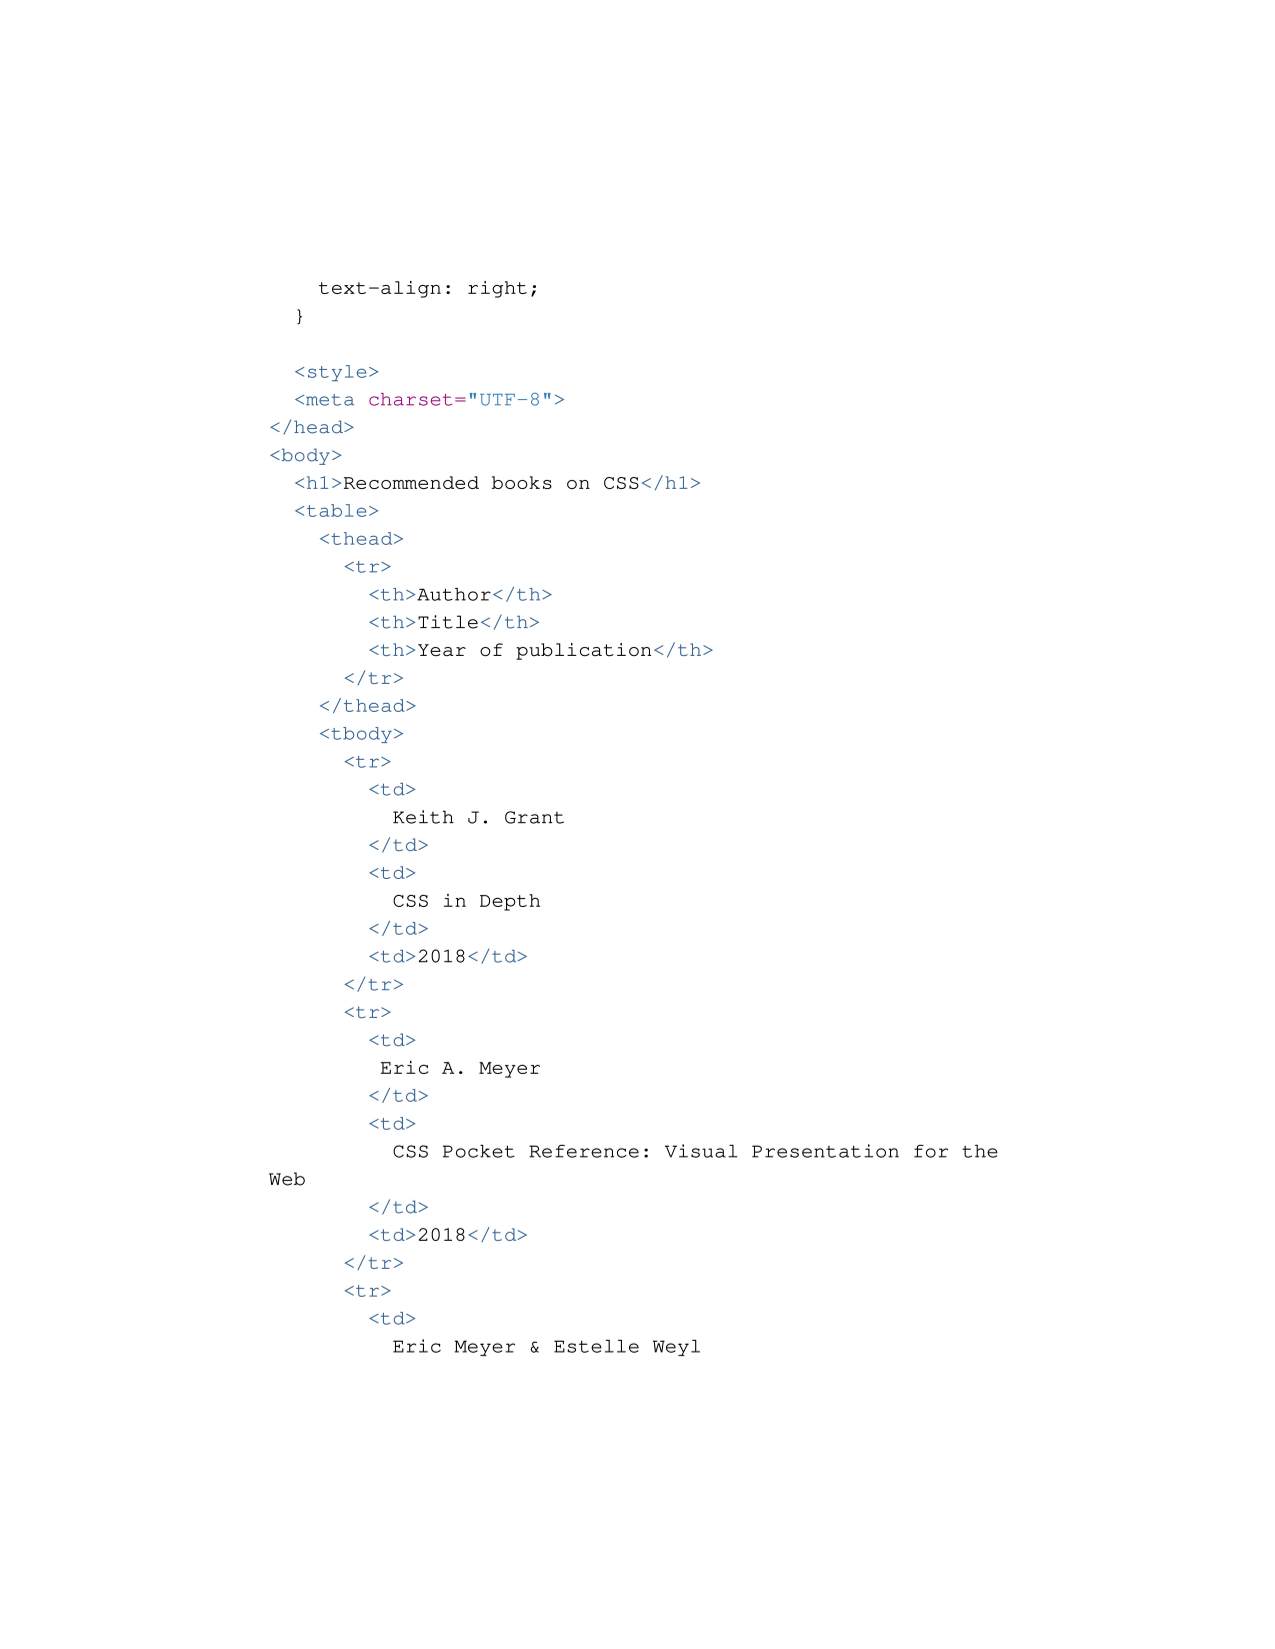 text-align: right;
  }

  <style>
  <meta charset="UTF-8">
</head>
<body>
  <h1>Recommended books on CSS</h1>
  <table>
    <thead>
      <tr>
        <th>Author</th>
        <th>Title</th>
        <th>Year of publication</th>
      </tr>
    </thead>
    <tbody>
      <tr>
        <td>
          Keith J. Grant
        </td>
        <td>
          CSS in Depth
        </td>
        <td>2018</td>
      </tr>
      <tr>
        <td>
         Eric A. Meyer
        </td>
        <td>
          CSS Pocket Reference: Visual Presentation for the
Web
        </td>
        <td>2018</td>
      </tr>
      <tr>
        <td>
          Eric Meyer & Estelle Weyl